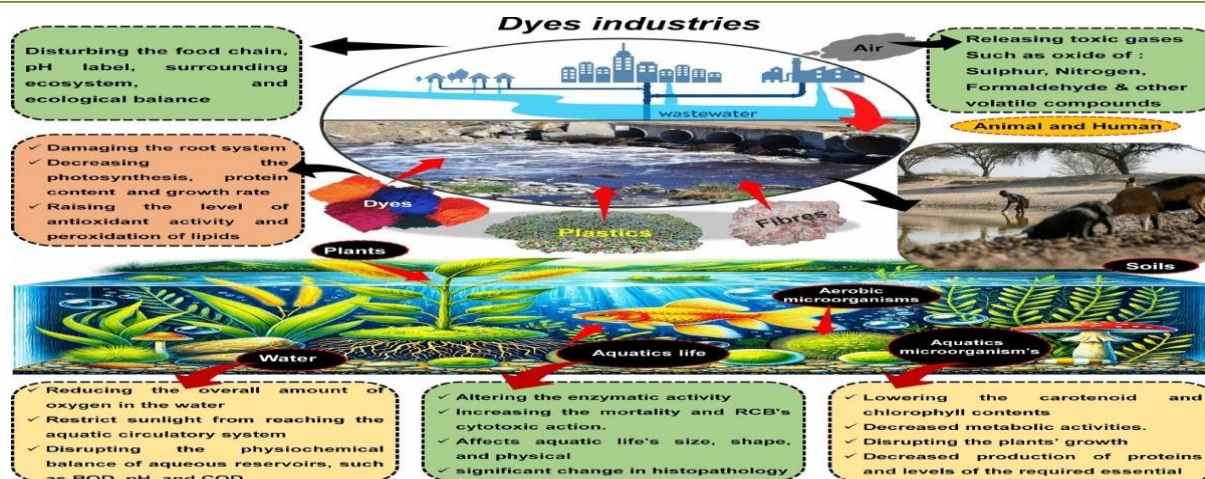 Dyes industries
Disturbing the food chain,
pH label, surrounding
ecosystem, and
ecological balance
Air
Releasing toxic gases
Such as oxide of :
Sulphur, Nitrogen,
Formaldehyde & other
volatile compounds
wastewater
Animal and Human
✓ Damaging the root system
✓ Decreasing the
photosynthesis, protein
content and growth rate
✓ Raising the level of
antioxidant activity and
peroxidation of lipids
Dyes
Plastics
Fibres
Plants
Soils
Aerobic
microorganisms
Water
Aquatics life
Aquatics
microorganism's
✓ Reducing the overall amount of
oxygen in the water
✓ Restrict sunlight from reaching the
aquatic circulatory system
✓ Disrupting the physiochemical
balance of aqueous reservoirs, such
as BOD, pH, and COD
✓ Altering the enzymatic activity
✓ Increasing the mortality and RCB's
cytotoxic action.
✓ Affects aquatic life's size, shape,
and physical
✓ significant change in histopathology
✓ Lowering the carotenoid and
chlorophyll contents
✓ Decreased metabolic activities.
✓ Disrupting the plants' growth
✓ Decreased production of proteins
and levels of the required essential